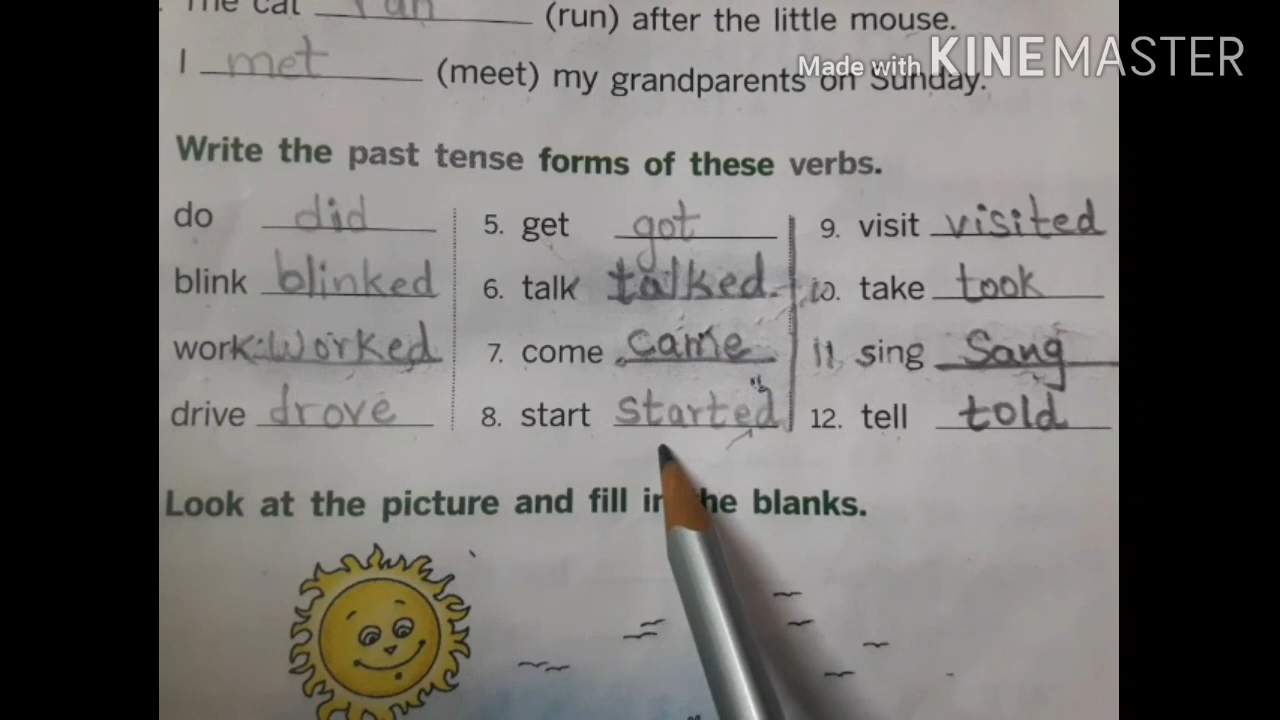 The cat ran (run) after the little mouse.
Made with KINEMASTER
I met (meet) my grandparents on Sunday.
Write the past tense forms of these verbs.
do did 5. get got 9. visit visited
blink blinked 6. talk talked. 10. take took
work worked 7. come came 11. sing Sang
drive drove 8. start started 12. tell told
Look at the picture and fill in the blanks.